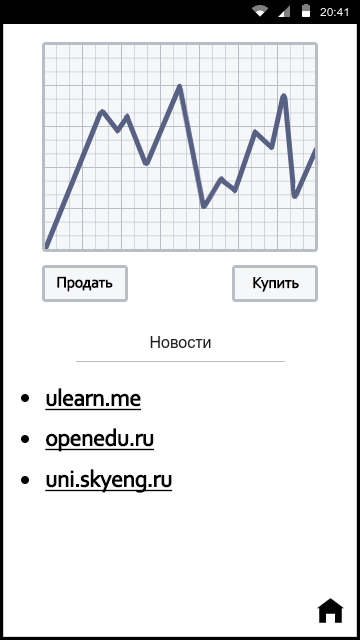 20:41
Продать
Купить
Новости
ulearn.me
openedu.ru
uni.skyeng.ru